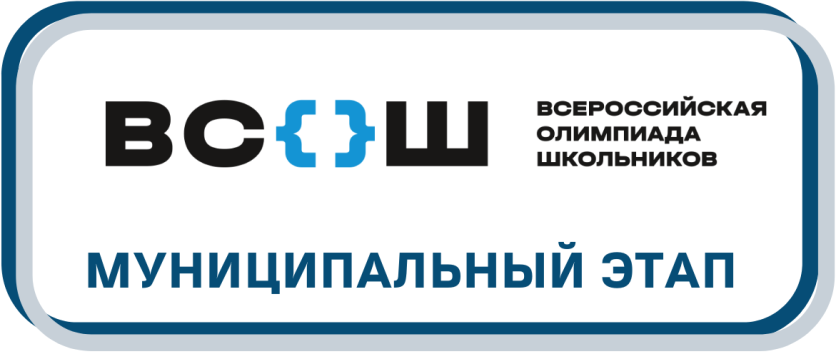 ВС{}Ш
ВСЕРОССИЙСКАЯ
ОЛИМПИАДА
ШКОЛЬНИКОВ
МУНИЦИПАЛЬНЫЙ ЭТАП